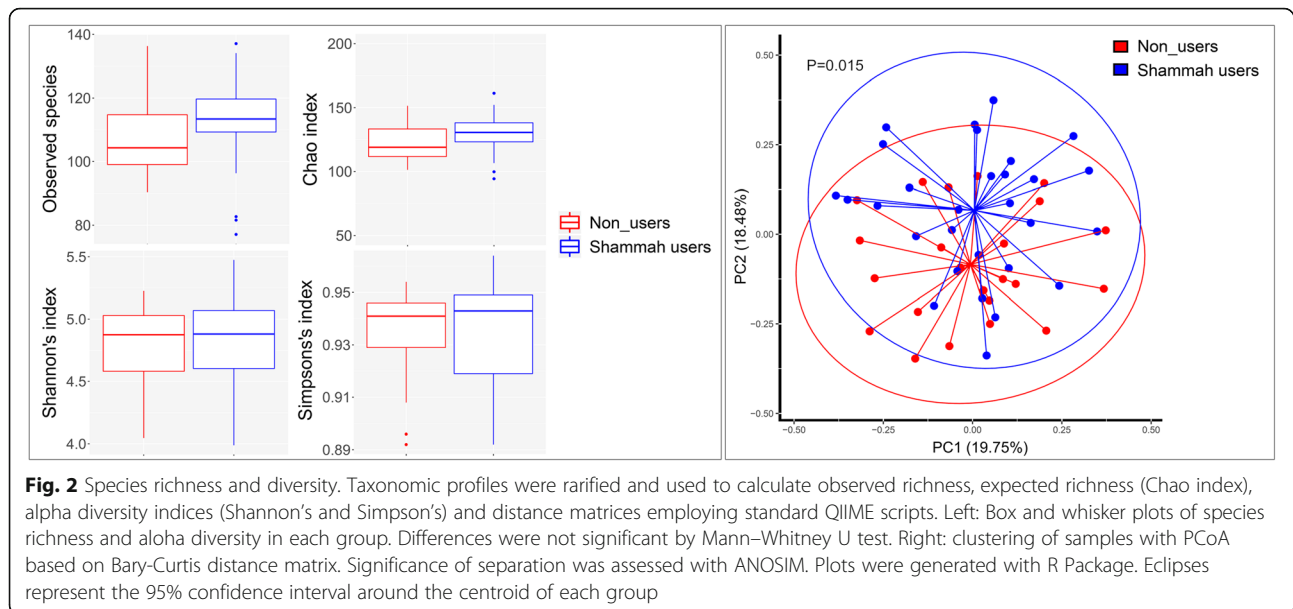 Observed species
140
120
100
80
Chao index
200
150
100
50
Non_users
Shammah users
Shannon's index
5.5
5.0
4.5
4.0
Simpsons's index
0.95
0.93
0.91
0.89
P=0.015
Non_users
Shammah users
PC2 (18.48%)
0.50
0.25
0.00
−0.25
−0.50
−0.50
−0.25
0.00
0.25
0.50
PC1 (19.75%)
Fig. 2 Species richness and diversity. Taxonomic profiles were rarified and used to calculate observed richness, expected richness (Chao index),
alpha diversity indices (Shannon's and Simpson's) and distance matrices employing standard QIIME scripts. Left: Box and whisker plots of species
richness and aloha diversity in each group. Differences were not significant by Mann–Whitney U test. Right: clustering of samples with PCoA
based on Bary-Curtis distance matrix. Significance of separation was assessed with ANOSIM. Plots were generated with R Package. Eclipses
represent the 95% confidence interval around the centroid of each group